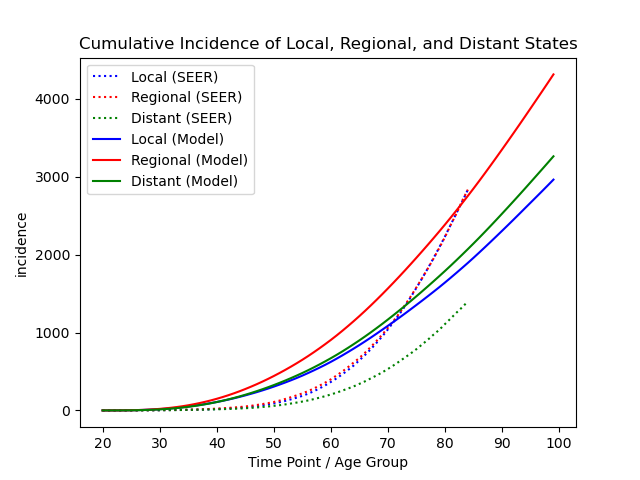 Cumulative Incidence of Local, Regional, and Distant States
Local (SEER)
Regional (SEER)
Distant (SEER)
Local (Model)
Regional (Model)
Distant (Model)
incidence
4000
3000
2000
1000
0
20 30 40 50 60 70 80 90 100
Time Point / Age Group